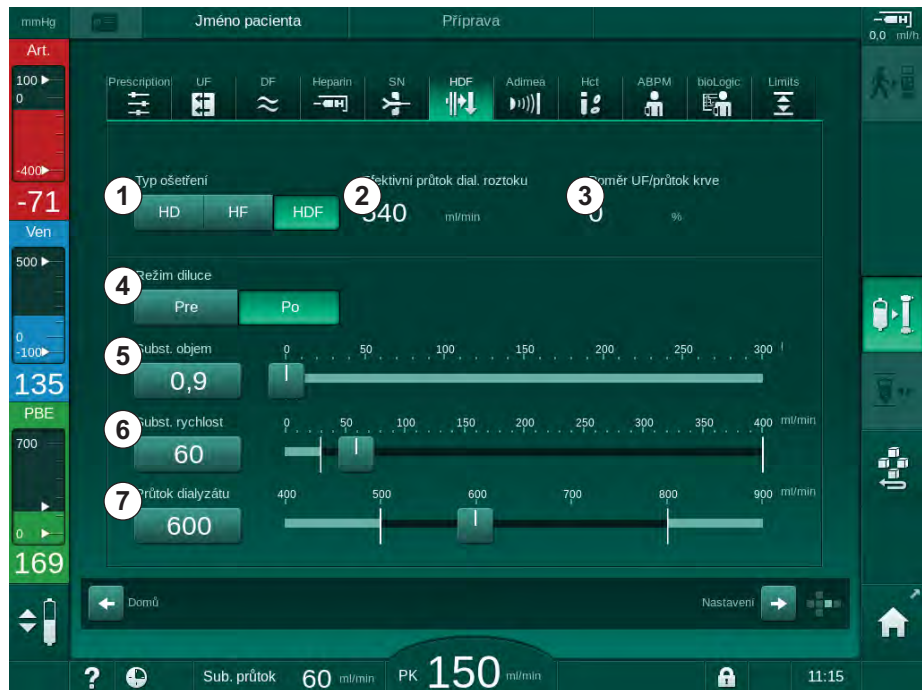 mmHg
Jméno pacienta
Příprava
0,0 ml/h
Art.
100
0
-400
-71
Ven
500
0
-100
135
PBE
700
0
169
Prescription UF DF Heparin SN HDF Adimea Hct ABPM bioLogic Limits
1 Typ ošetření
HD HF HDF
2 Efektivní průtok dial. roztoku
540 ml/min
3 Poměr UF/průtok krve
0 %
4 Režim diluce
Pre Po
5 Subst. objem
0,9
0 50 100 150 200 250 300 l
6 Subst. rychlost
60
0 50 100 150 200 250 300 350 400 ml/min
7 Průtok dialyzátu
600
400 500 600 700 800 900 ml/min
Domů
Nastavení
? Sub. průtok 60 ml/min PK 150 ml/min 11:15